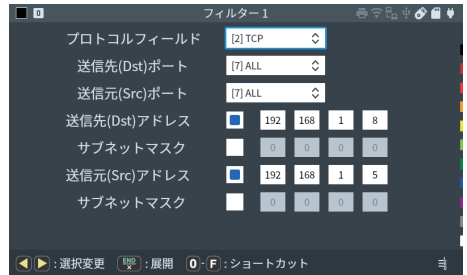 0 フィルター1
プロトコルフィールド [2] TCP
送信先(Dst)ポート [7] ALL
送信元(Src)ポート [7] ALL
送信先(Dst)アドレス 192 168 1 8
サブネットマスク 0 0 0 0
送信元(Src)アドレス 192 168 1 5
サブネットマスク 0 0 0 0
:選択変更 END × :展開 0-F:ショートカット